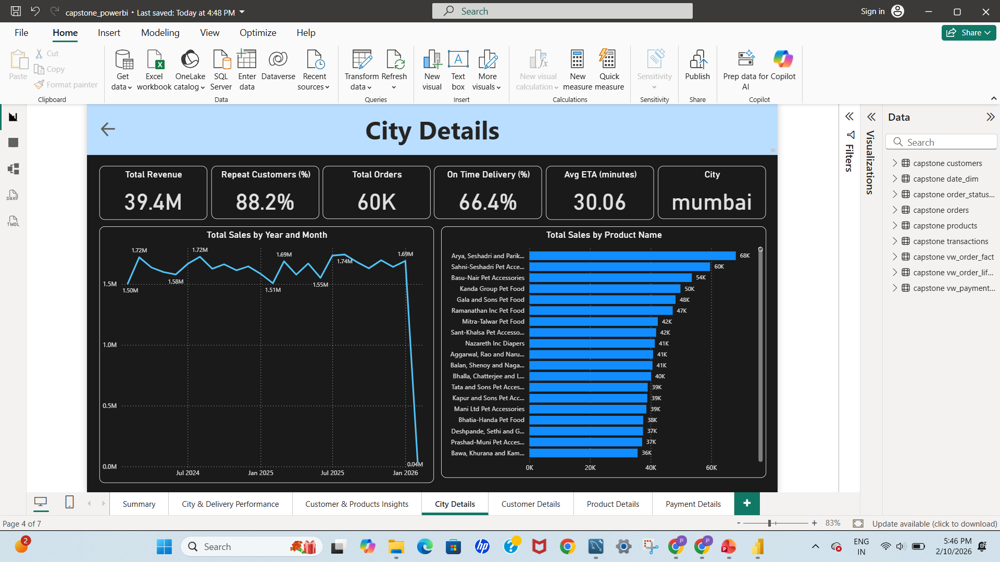 capstone_powerbi • Last saved: Today at 4:48 PM
Search
Sign in
File
Home
Insert
Modeling
View
Optimize
Help
Share
Paste
Cut
Copy
Format painter
Clipboard
Get data
Excel workbook
OneLake catalog
SQL Server
Enter data
Dataverse
Recent sources
Data
Transform data
Refresh
Queries
New visual
Text box
More visuals
Insert
New visual calculation
New measure
Quick measure
Calculations
Sensitivity
Sensitivity
Publish
Share
Prep data for AI
Copilot
Copilot
DAX
TMDL
City Details
Total Revenue
39.4M
Repeat Customers (%)
88.2%
Total Orders
60K
On Time Delivery (%)
66.4%
Avg ETA (minutes)
30.06
City
mumbai
Total Sales by Year and Month
1.72M
1.72M
1.69M
1.69M
1.74M
1.5M
1.50M
1.58M
1.51M
1.55M
1.0M
0.5M
0.0M
0.04M
Jul 2024
Jan 2025
Jul 2025
Jan 2026
Total Sales by Product Name
Arya, Seshadri and Parik... 68K
Sahni-Seshadri Pet Acce... 60K
Basu-Nair Pet Accessories 54K
Kanda Group Pet Food 50K
Gala and Sons Pet Food 48K
Ramanathan Inc Pet Food 47K
Mitra-Talwar Pet Food 42K
Sant-Khalsa Pet Accesso... 42K
Nazareth Inc Diapers 41K
Aggarwal, Rao and Naru... 41K
Balan, Shenoy and Naga... 41K
Bhalla, Chatterjee and L... 40K
Tata and Sons Pet Acces... 39K
Kapur and Sons Pet Acc... 39K
Mani Ltd Pet Accessories 39K
Bhatia-Handa Pet Food 38K
Deshpande, Sethi and G... 37K
Prashad-Muni Pet Acces... 37K
Bawa, Khurana and Kam... 36K
0K
20K
40K
60K
Filters
Visualizations
Data
Search
capstone customers
capstone date_dim
capstone order_status...
capstone orders
capstone products
capstone transactions
capstone vw_order_fact
capstone vw_order_lif...
capstone vw_payment...
Summary
City & Delivery Performance
Customer & Products Insights
City Details
Customer Details
Product Details
Payment Details
Page 4 of 7
- + 83%
Update available (click to download)
2
Search
hp
P
P
P
ENG
IN
5:46 PM
2/10/2026